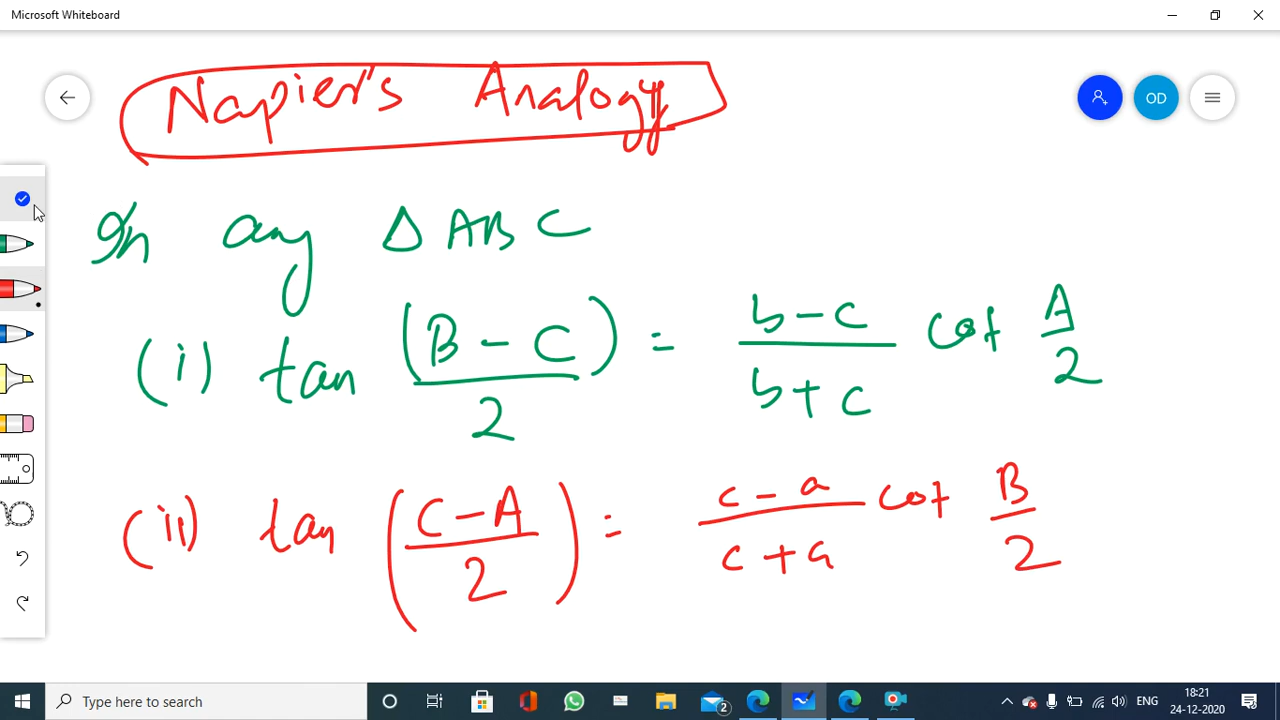 Microsoft Whiteboard
Napier's Analogy
OD
In any Δ ABC
(i) tan (B - C / 2) = b - c / b + c cot A / 2
(ii) tan (C - A / 2) = c - a / c + a cot B / 2
Type here to search
2
ENG
18:21
24-12-2020